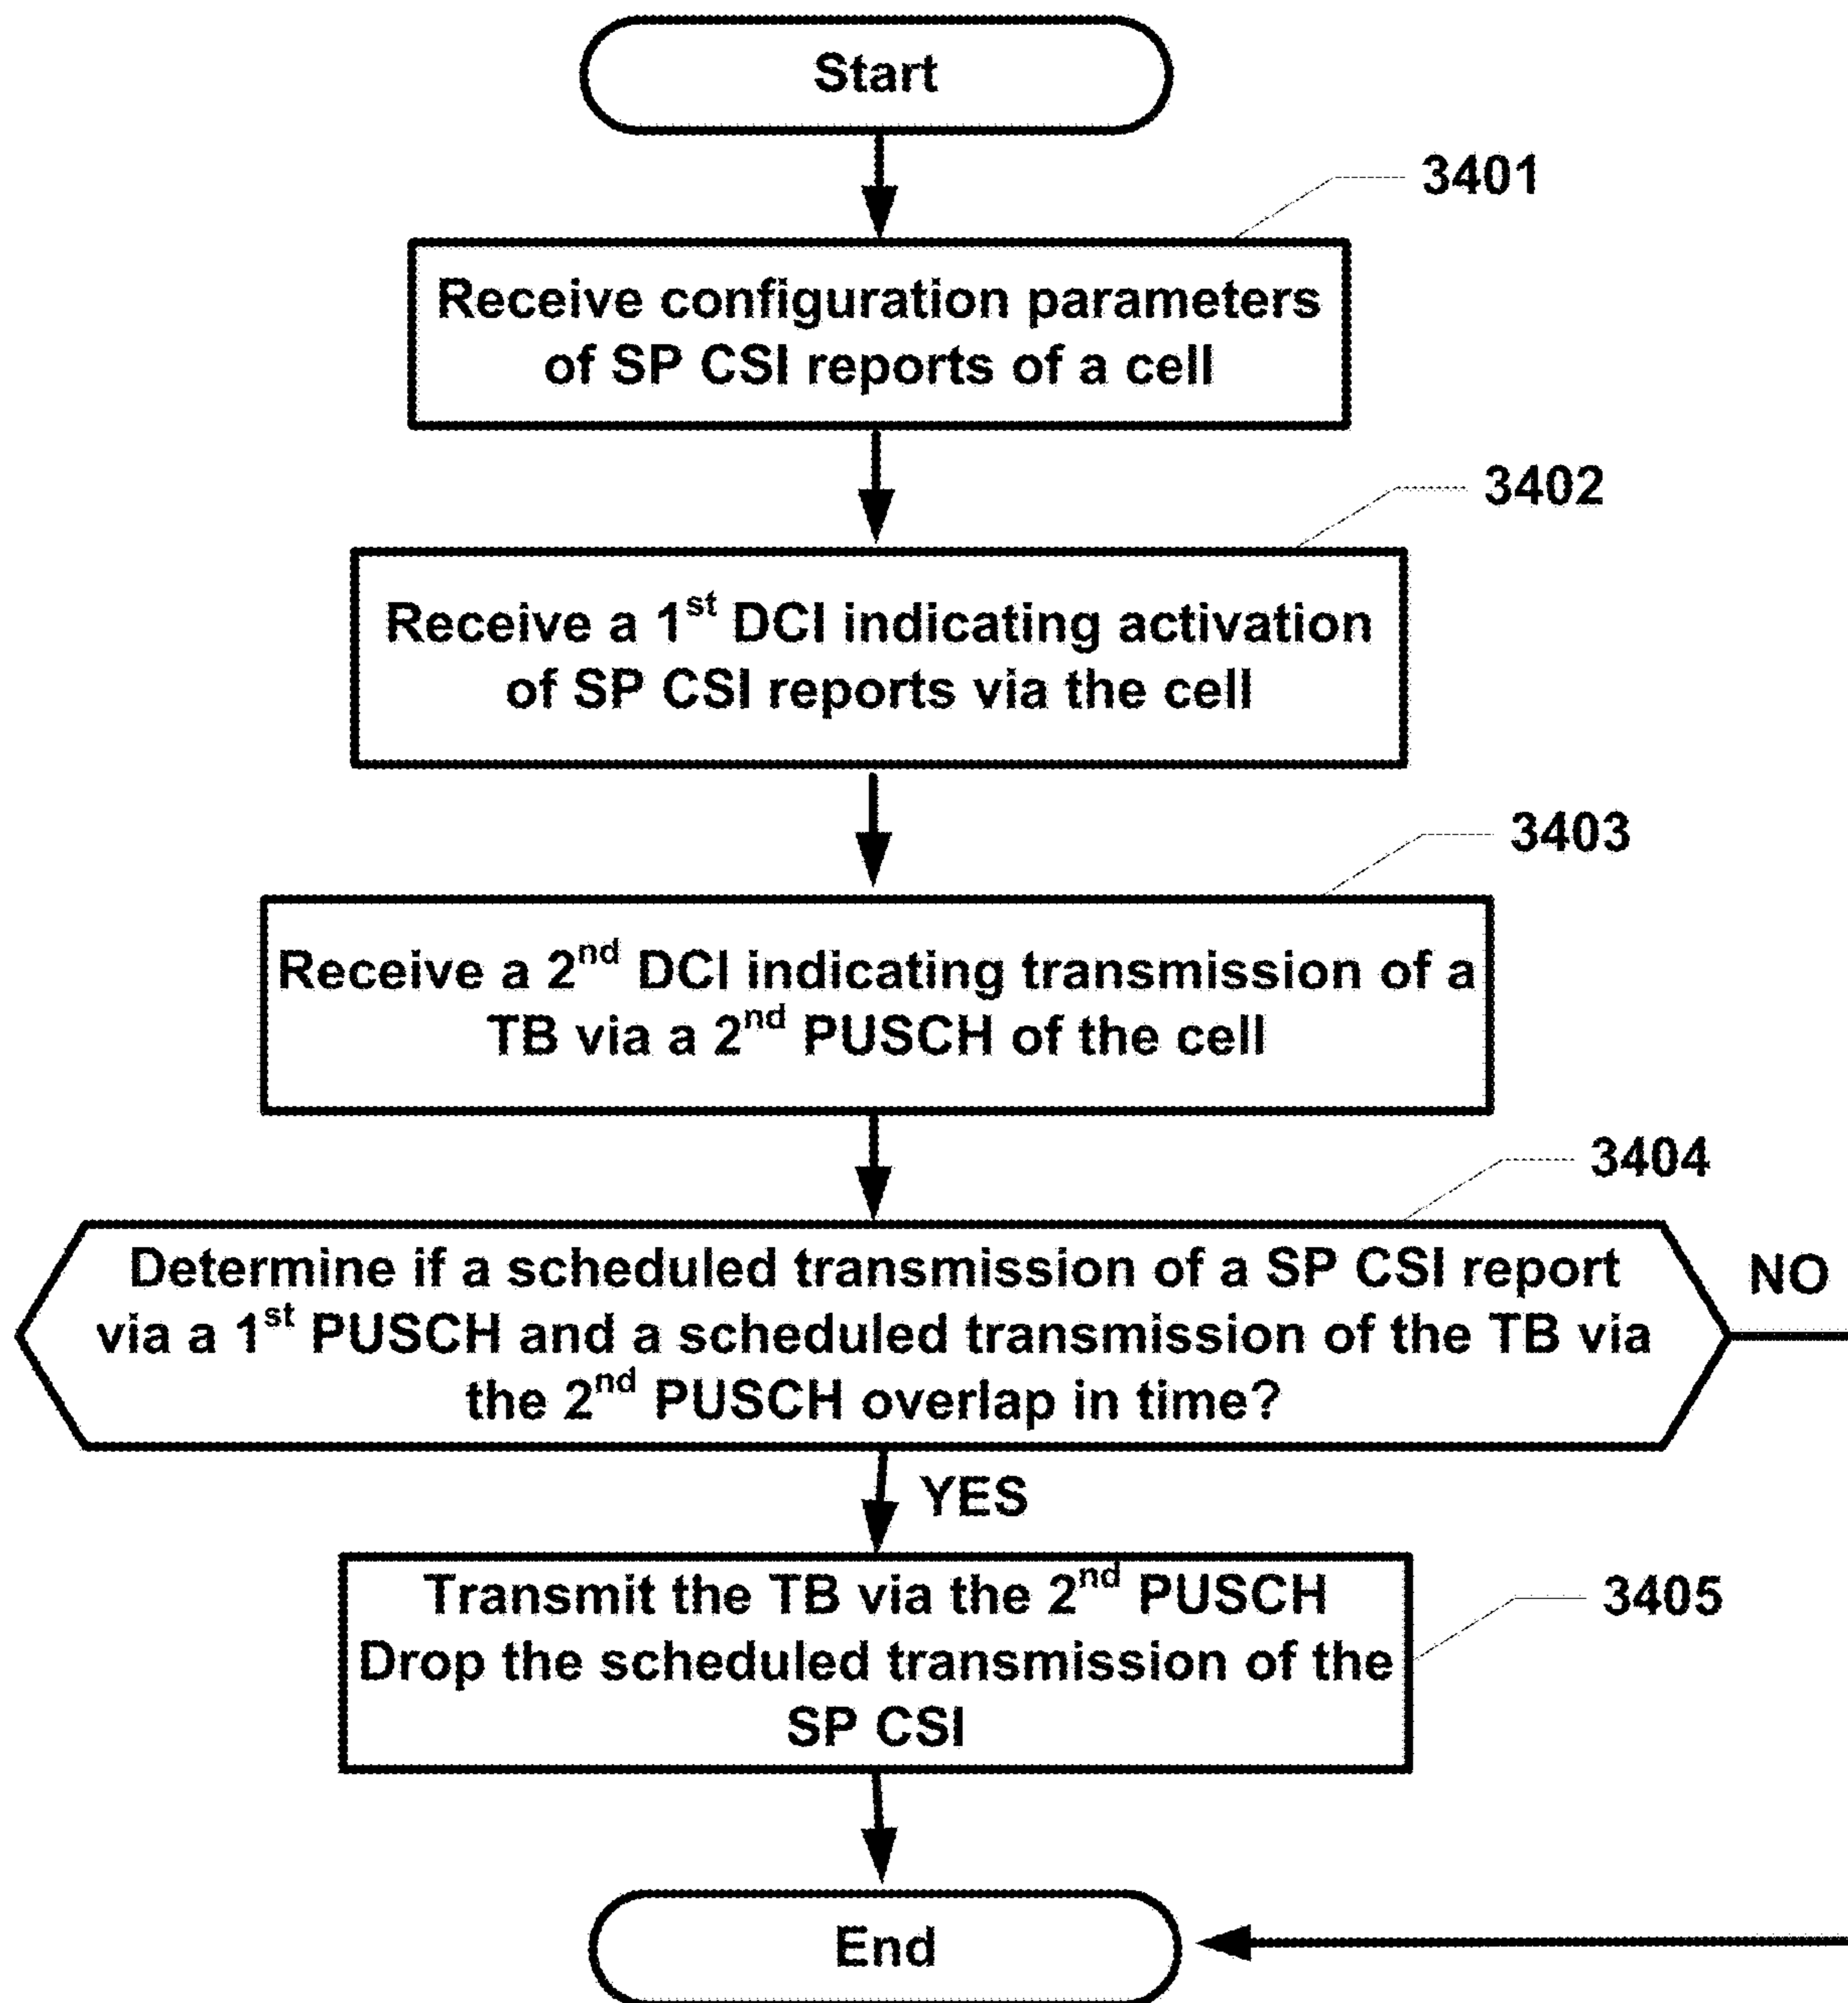 Start
3401
Receive configuration parameters
of SP CSI reports of a cell
3402
Receive a 1st DCI indicating activation
of SP CSI reports via the cell
3403
Receive a 2nd DCI indicating transmission of a
TB via a 2nd PUSCH of the cell
3404
Determine if a scheduled transmission of a SP CSI report
via a 1st PUSCH and a scheduled transmission of the TB via
the 2nd PUSCH overlap in time?
NO
YES
Transmit the TB via the 2nd PUSCH
Drop the scheduled transmission of the
SP CSI
3405
End